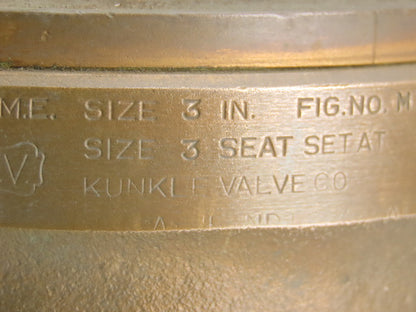 M.E. SIZE 3 IN. FIG.NO. M
V SIZE 3 SEAT SET AT
KUNKLE VALVE CO